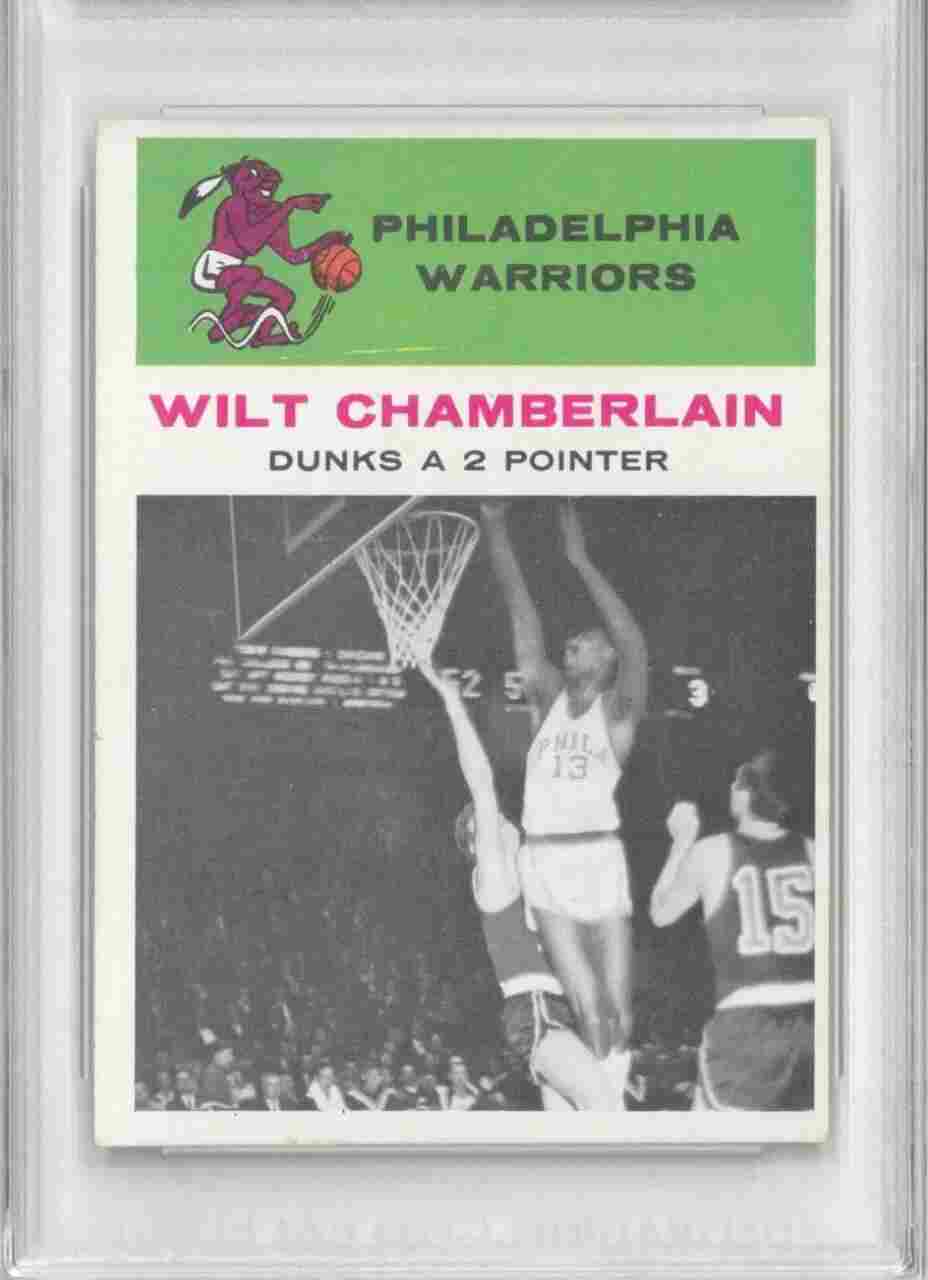 PHILADELPHIA
WARRIORS
WILT CHAMBERLAIN
DUNKS A 2 POINTER
PHILA
13
15